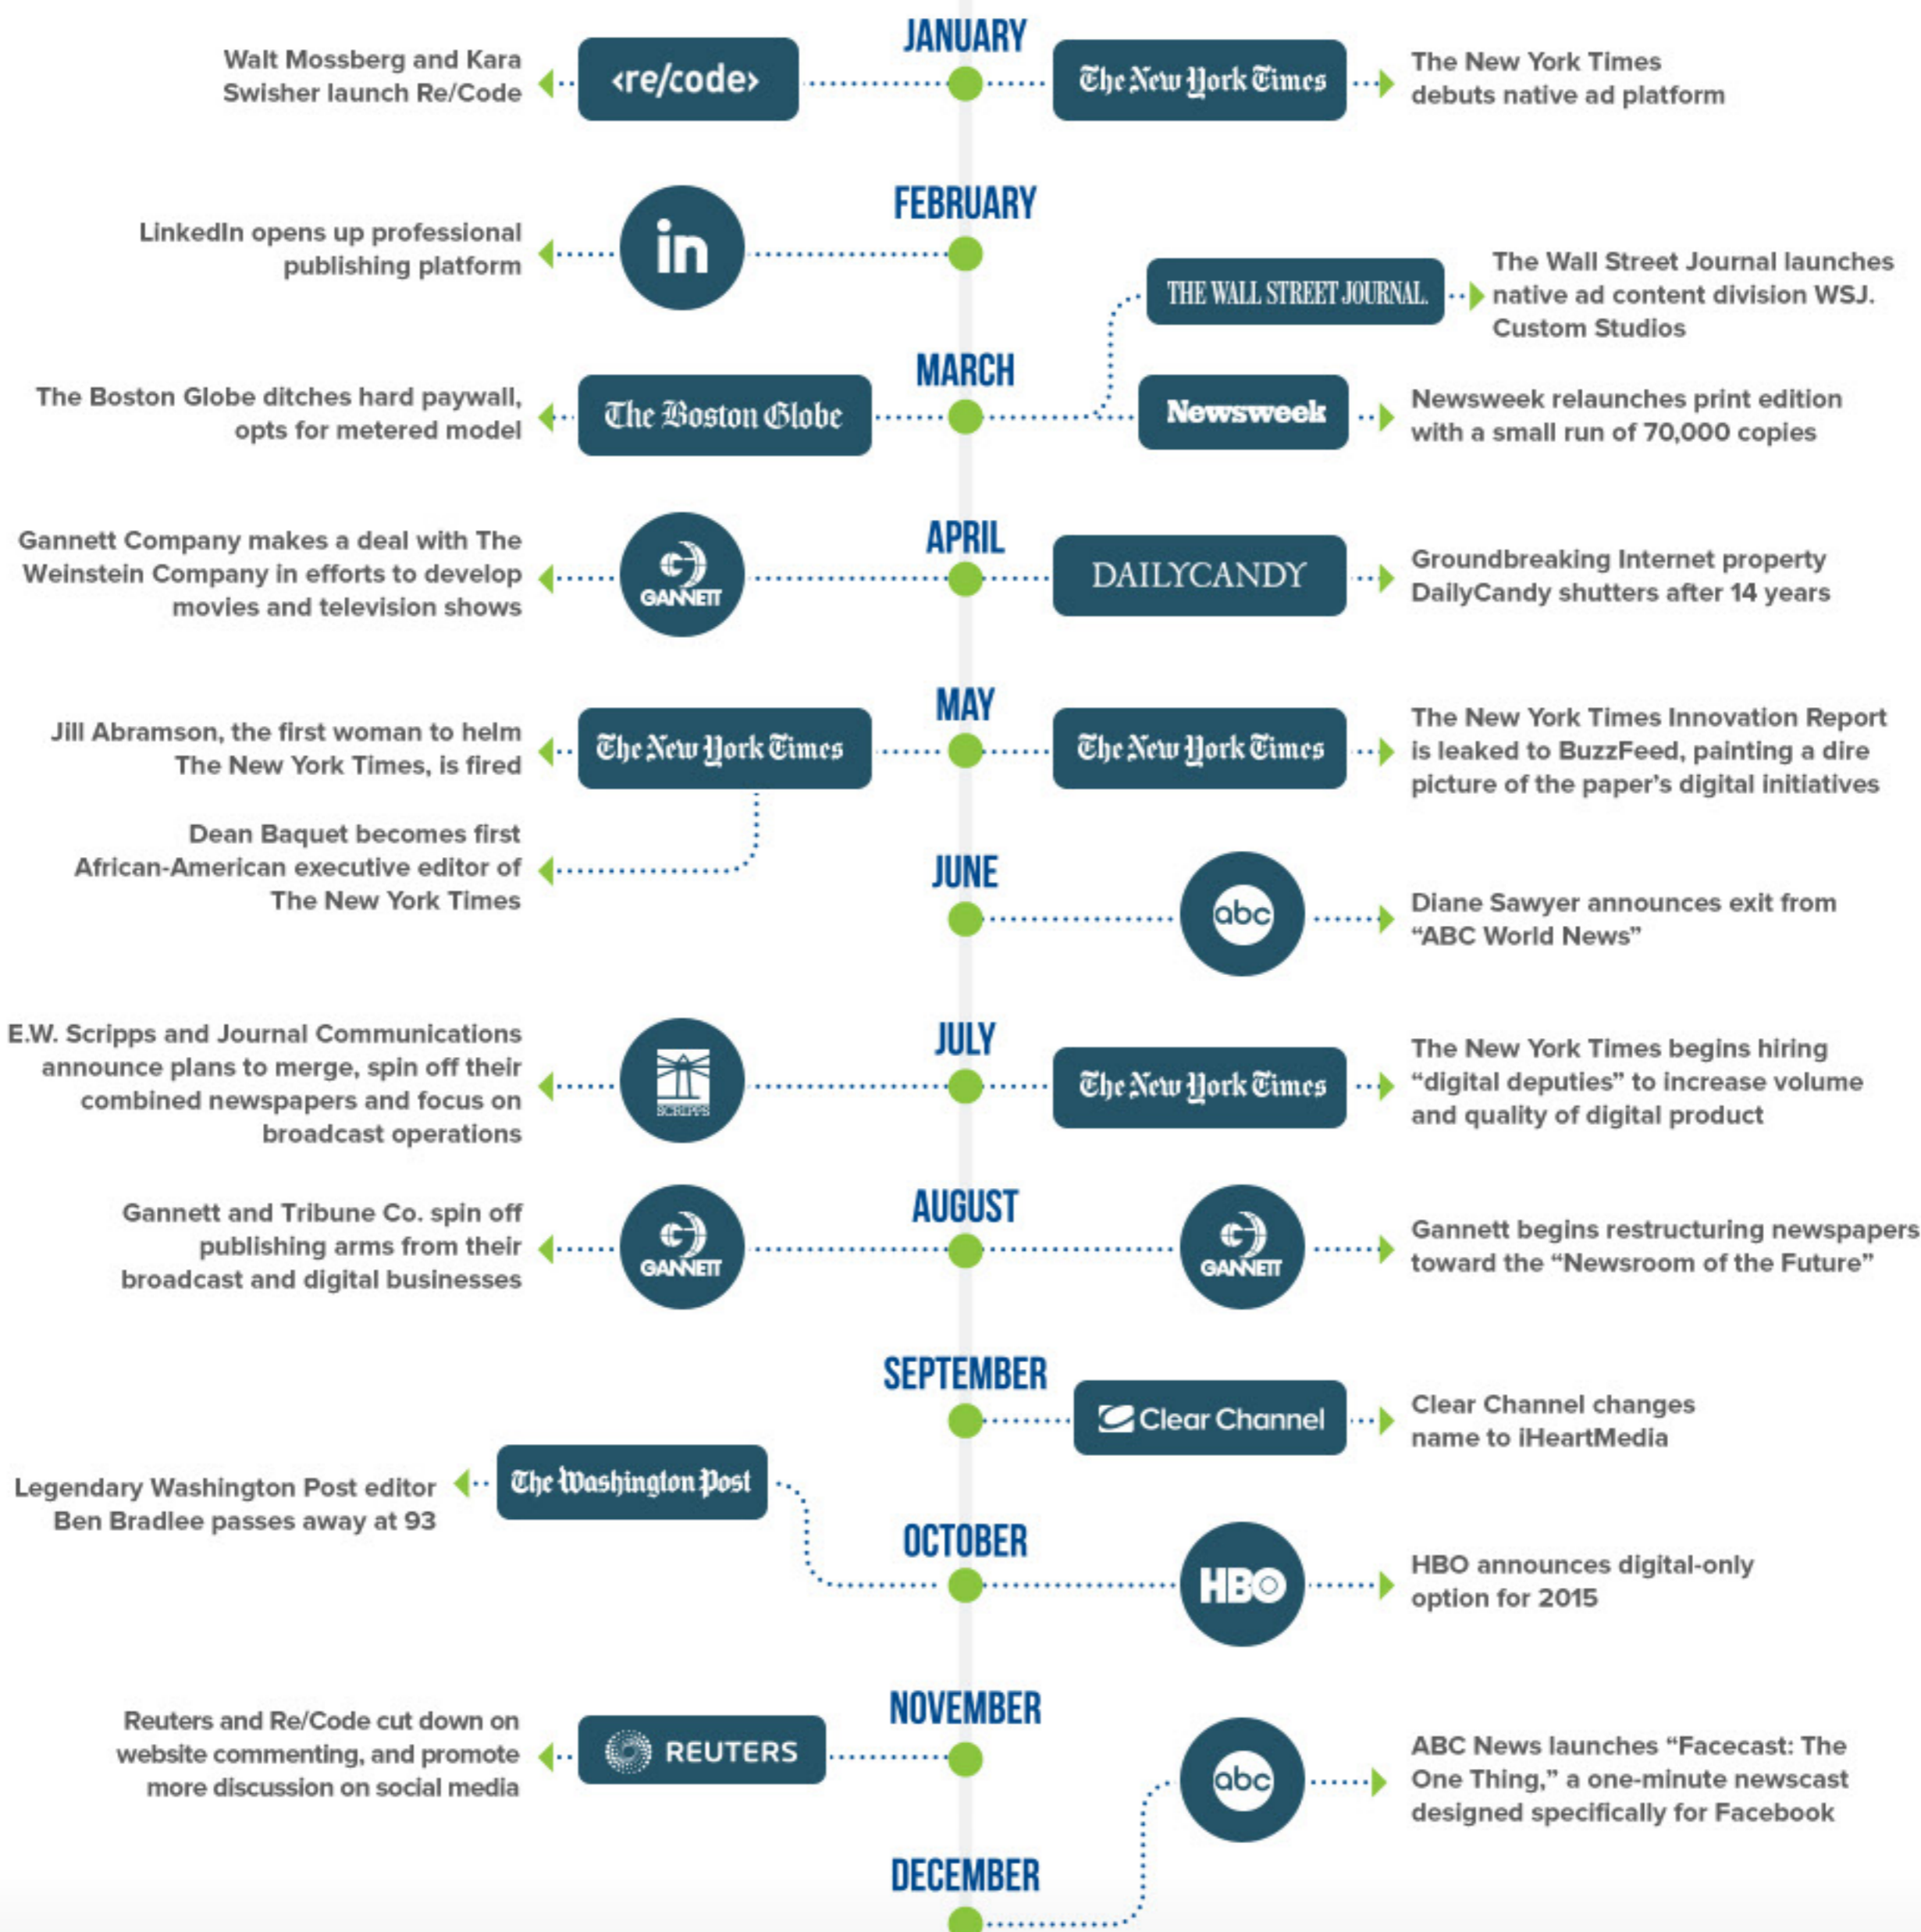 JANUARY
Walt Mossberg and Kara
Swisher launch Re/Code
<re/code>
The New York Times
The New York Times
debuts native ad platform
FEBRUARY
LinkedIn opens up professional
publishing platform
in
MARCH
The Boston Globe ditches hard paywall,
opts for metered model
The Boston Globe
THE WALL STREET JOURNAL.
The Wall Street Journal launches
native ad content division WSJ.
Custom Studios
Newsweek
Newsweek relaunches print edition
with a small run of 70,000 copies
APRIL
Gannett Company makes a deal with The
Weinstein Company in efforts to develop
movies and television shows
GANNETT
DAILYCANDY
Groundbreaking Internet property
DailyCandy shutters after 14 years
MAY
Jill Abramson, the first woman to helm
The New York Times, is fired
The New York Times
Dean Baquet becomes first
African-American executive editor of
The New York Times
The New York Times
The New York Times Innovation Report
is leaked to BuzzFeed, painting a dire
picture of the paper's digital initiatives
JUNE
abc
Diane Sawyer announces exit from
“ABC World News”
JULY
E.W. Scripps and Journal Communications
announce plans to merge, spin off their
combined newspapers and focus on
broadcast operations
SCRIPPS
The New York Times
The New York Times begins hiring
“digital deputies” to increase volume
and quality of digital product
AUGUST
Gannett and Tribune Co. spin off
publishing arms from their
broadcast and digital businesses
GANNETT
GANNETT
Gannett begins restructuring newspapers
toward the “Newsroom of the Future”
SEPTEMBER
Clear Channel
Clear Channel changes
name to iHeartMedia
OCTOBER
Legendary Washington Post editor
Ben Bradlee passes away at 93
The Washington Post
HBO
HBO announces digital-only
option for 2015
NOVEMBER
Reuters and Re/Code cut down on
website commenting, and promote
more discussion on social media
REUTERS
DECEMBER
abc
ABC News launches “Facecast: The
One Thing,” a one-minute newscast
designed specifically for Facebook